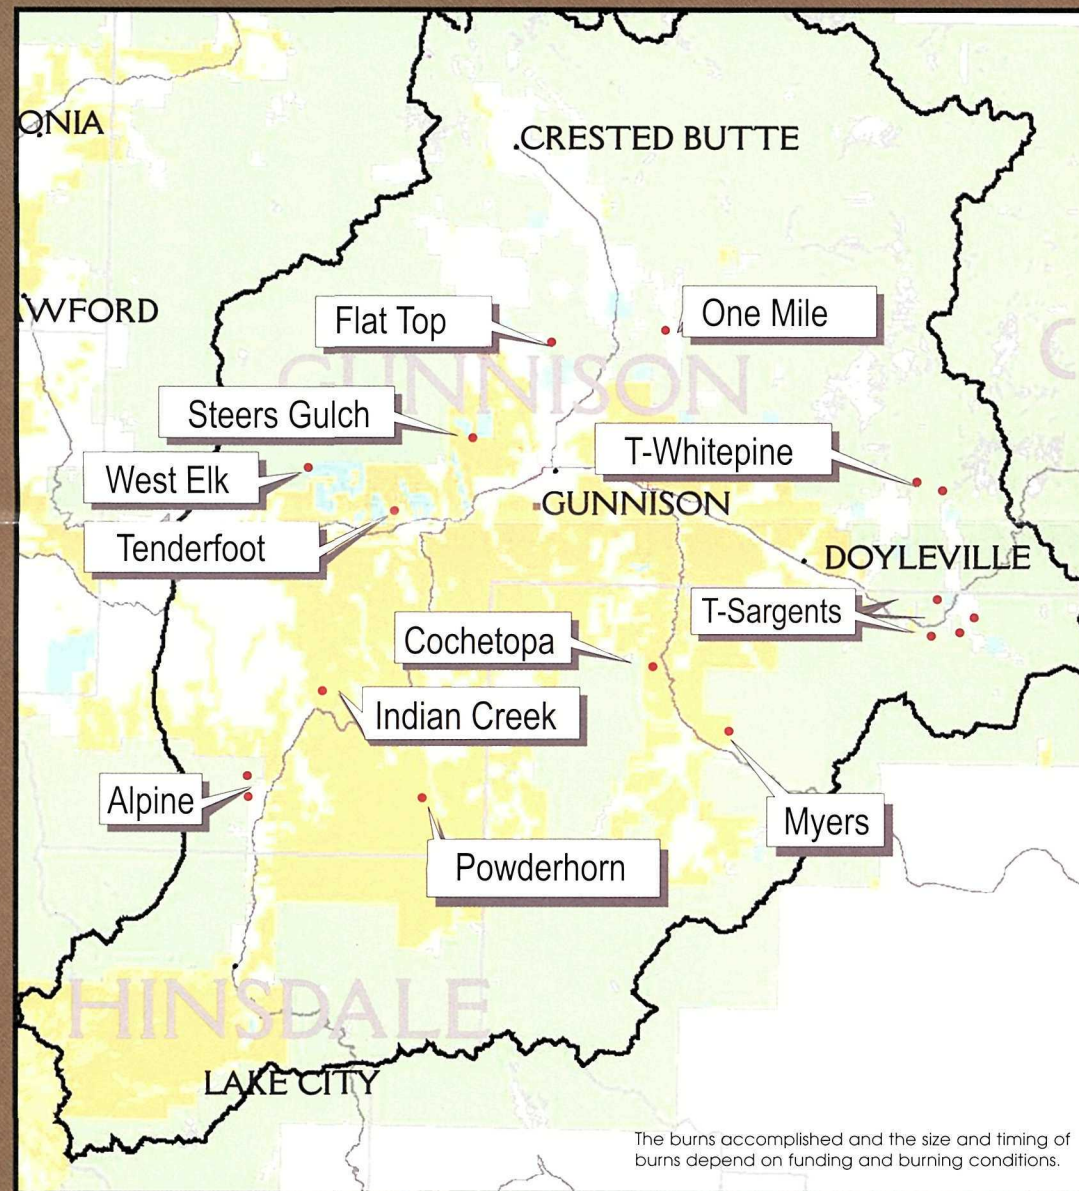 ONIA
CRESTED BUTTE
WFORD
Flat Top
One Mile
GUNNISON
Steers Gulch
T-Whitepine
West Elk
GUNNISON
Tenderfoot
DOYLEVILLE
T-Sargents
Cochetopa
Indian Creek
Alpine
Myers
Powderhorn
HINSDALE
LAKE CITY
The burns accomplished and the size and timing of
burns depend on funding and burning conditions.